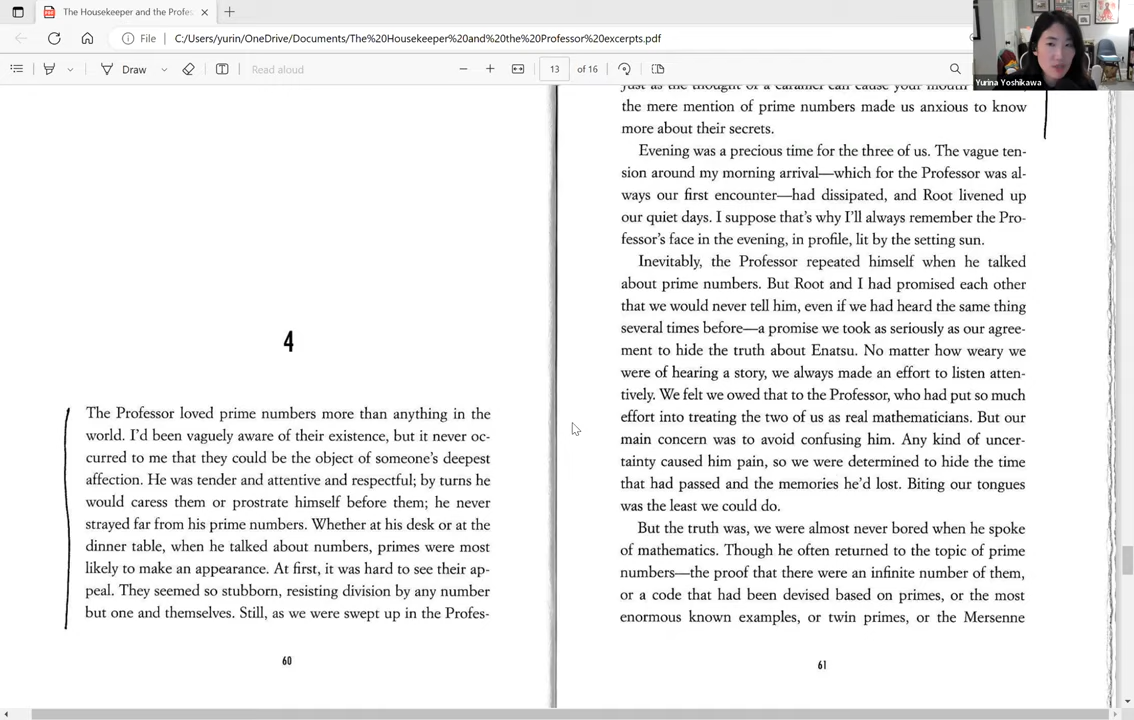 The Housekeeper and the Profes
File
C:/Users/yurin/OneDrive/Documents/The%20Housekeeper%20and%20the%20Professor%20excerpts.pdf
Draw
Read aloud
13 of 16
Yurina Yoshikawa
4
The Professor loved prime numbers more than anything in the
world. I'd been vaguely aware of their existence, but it never oc-
curred to me that they could be the object of someone's deepest
affection. He was tender and attentive and respectful; by turns he
would caress them or prostrate himself before them; he never
strayed far from his prime numbers. Whether at his desk or at the
dinner table, when he talked about numbers, primes were most
likely to make an appearance. At first, it was hard to see their ap-
peal. They seemed so stubborn, resisting division by any number
but one and themselves. Still, as we were swept up in the Profes-
60
just as the thought of a caramel can cause your mouth
the mere mention of prime numbers made us anxious to know
more about their secrets.
Evening was a precious time for the three of us. The vague ten-
sion around my morning arrival—which for the Professor was al-
ways our first encounter—had dissipated, and Root livened up
our quiet days. I suppose that's why I'll always remember the Pro-
fessor's face in the evening, in profile, lit by the setting sun.
Inevitably, the Professor repeated himself when he talked
about prime numbers. But Root and I had promised each other
that we would never tell him, even if we had heard the same thing
several times before—a promise we took as seriously as our agree-
ment to hide the truth about Enatsu. No matter how weary we
were of hearing a story, we always made an effort to listen atten-
tively. We felt we owed that to the Professor, who had put so much
effort into treating the two of us as real mathematicians. But our
main concern was to avoid confusing him. Any kind of uncer-
tainty caused him pain, so we were determined to hide the time
that had passed and the memories he'd lost. Biting our tongues
was the least we could do.
But the truth was, we were almost never bored when he spoke
of mathematics. Though he often returned to the topic of prime
numbers—the proof that there were an infinite number of them,
or a code that had been devised based on primes, or the most
enormous known examples, or twin primes, or the Mersenne
61